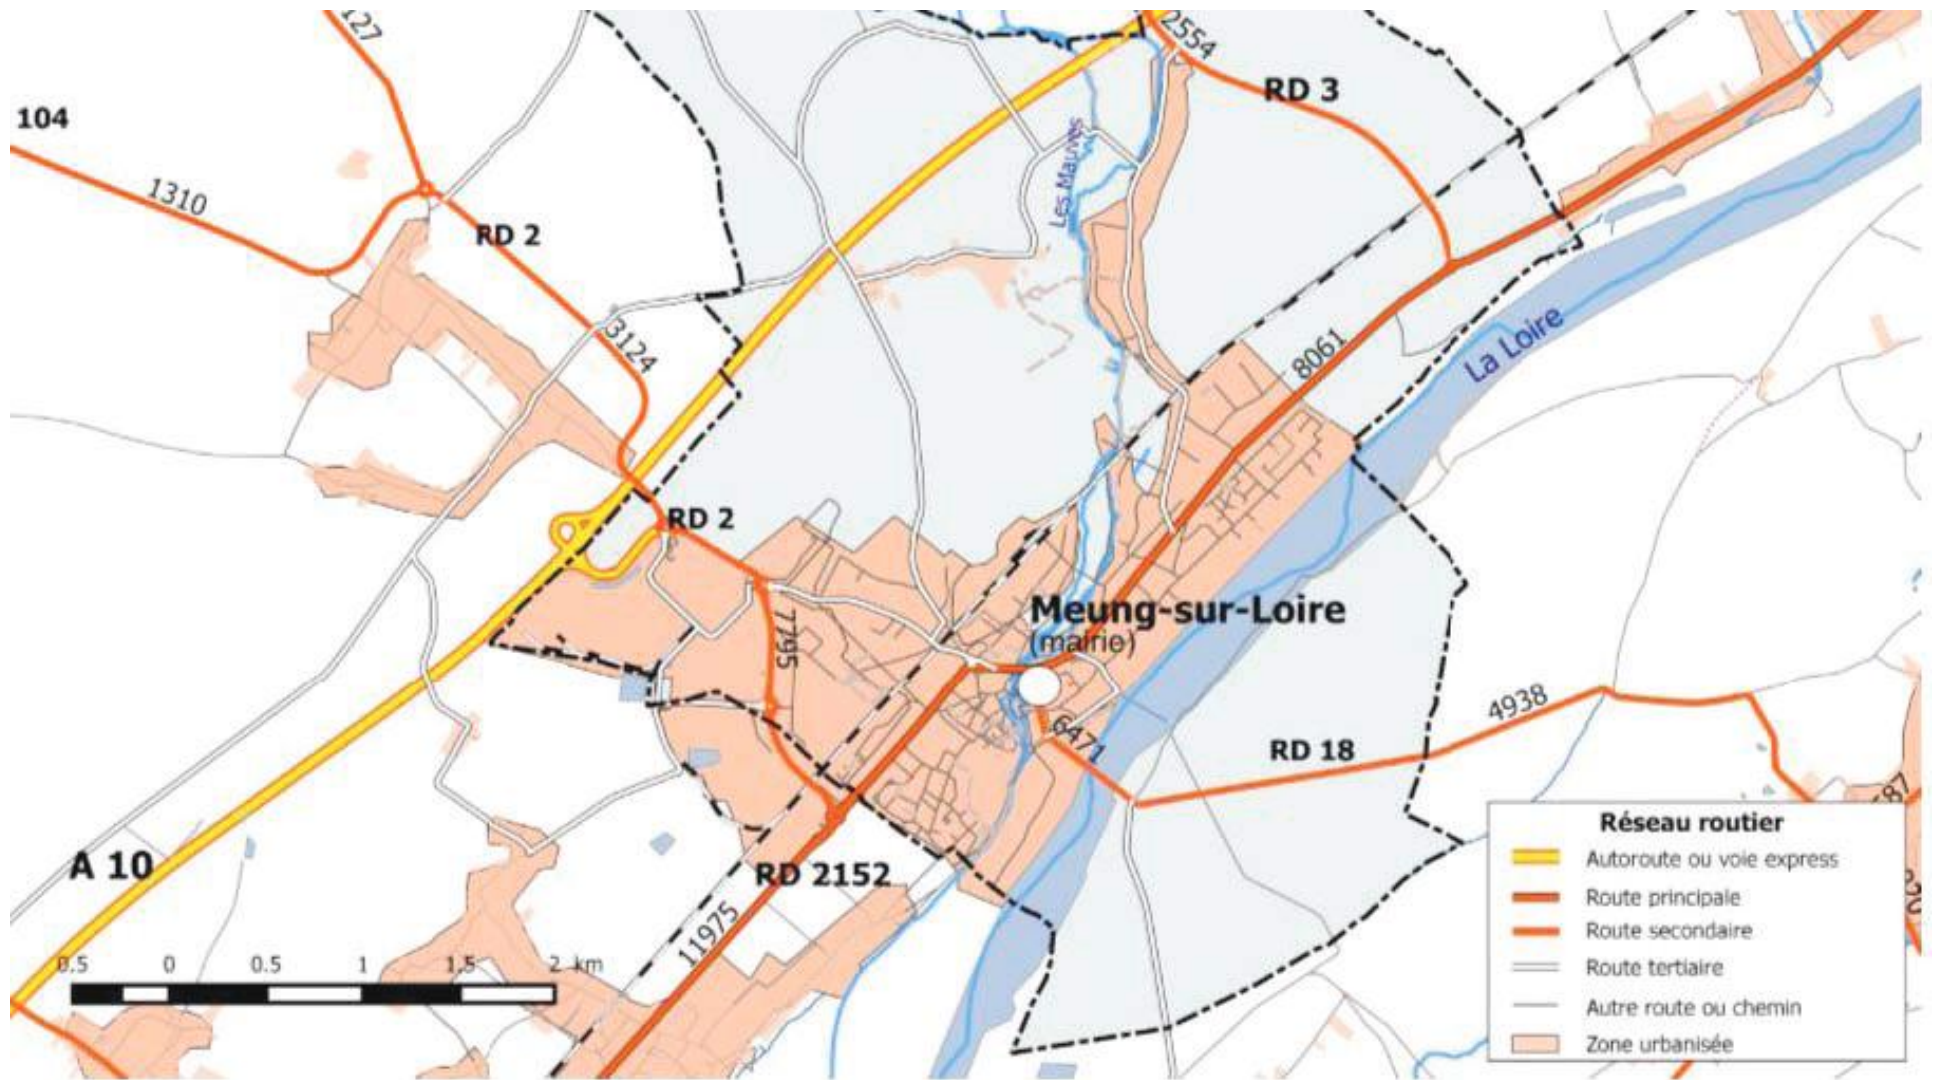 127
2554
RD 3
104
Les Mauves
1310
RD 2
3124
8061
La Loire
RD 2
Meung-sur-Loire
(mairie)
7795
6471
4938
RD 18
A 10
RD 2152
11975
0.5 0 0.5 1 1.5 2 km
Réseau routier
Autoroute ou voie express
Route principale
Route secondaire
Route tertiaire
Autre route ou chemin
Zone urbanisée